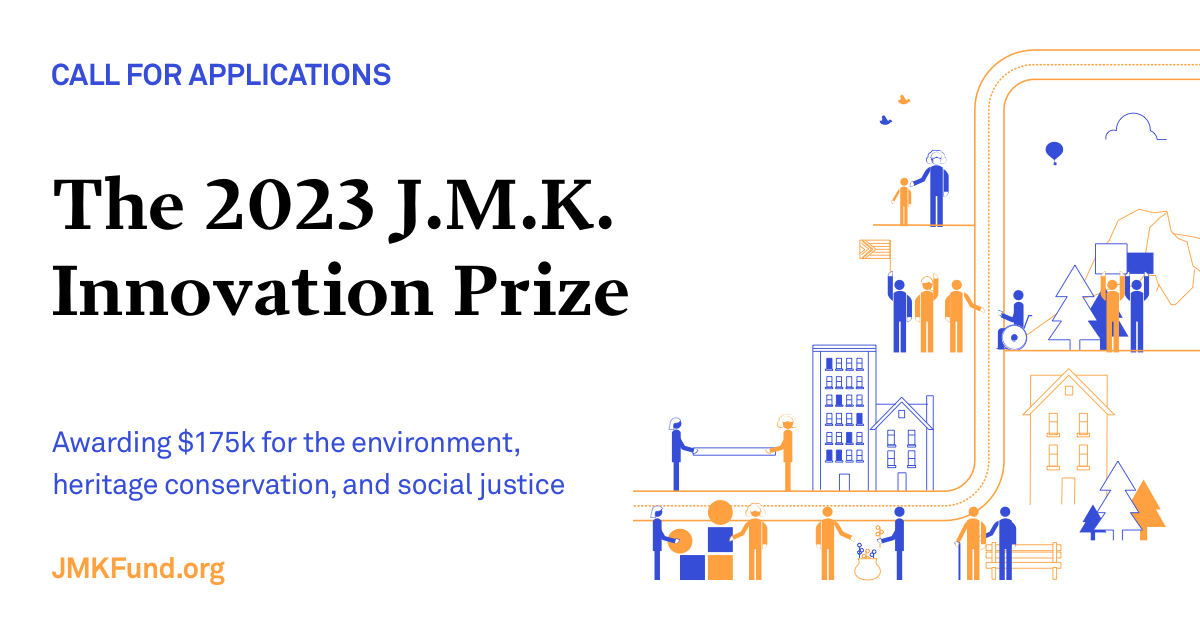 CALL FOR APPLICATIONS
The 2023 J.M.K.
Innovation Prize
Awarding $175k for the environment,
heritage conservation, and social justice
JMKFund.org